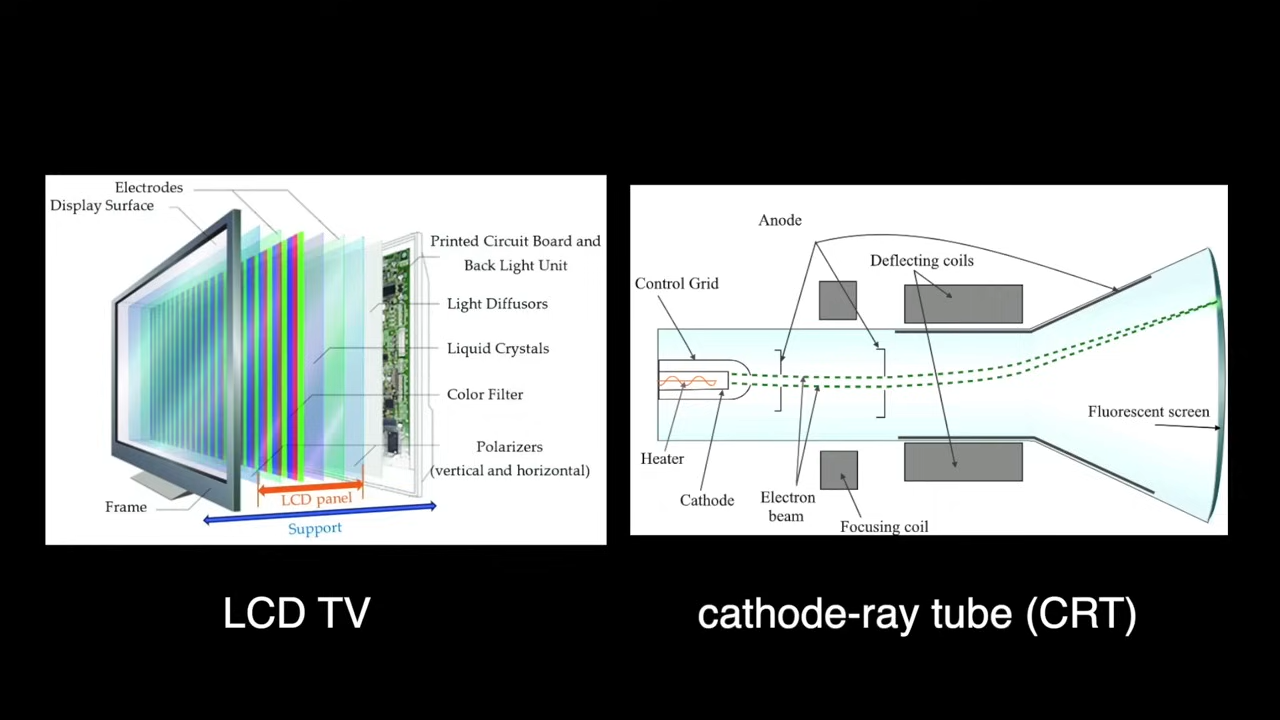 Electrodes
Display Surface
Printed Circuit Board and
Back Light Unit
Light Diffusors
Liquid Crystals
Color Filter
Polarizers
(vertical and horizontal)
Frame
LCD panel
Support
Anode
Deflecting coils
Control Grid
Fluorescent screen
Heater
Cathode
Electron
beam
Focusing coil
LCD TV
cathode-ray tube (CRT)